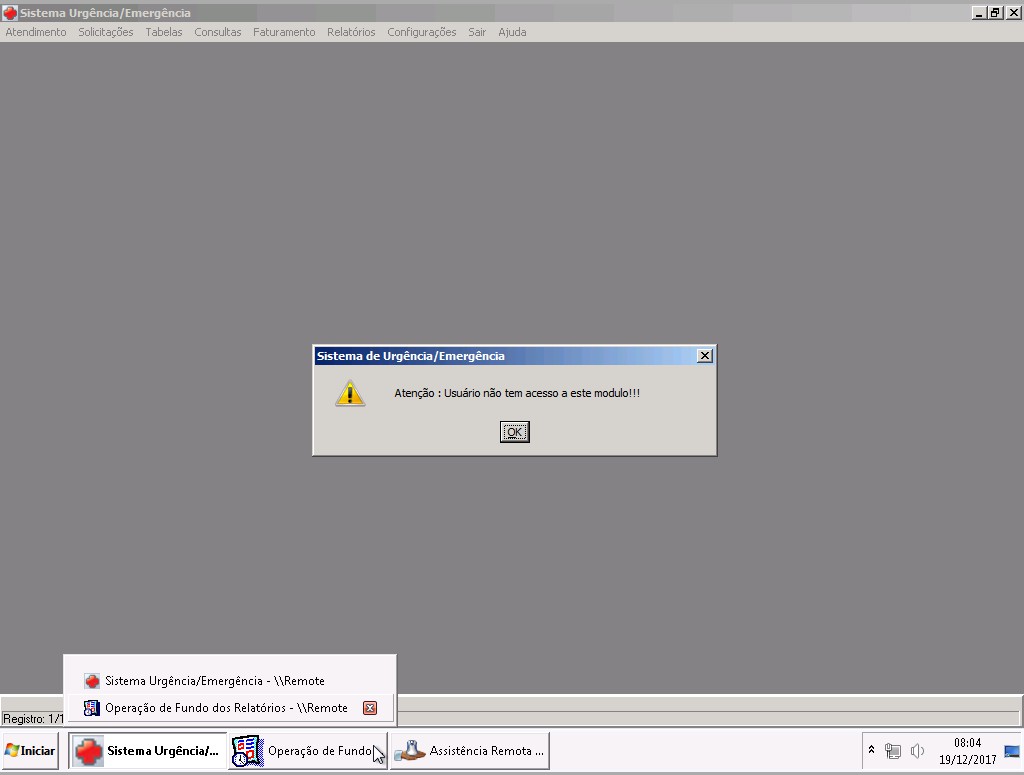 Sistema Urgência/Emergência
Atendimento Solicitações Tabelas Consultas Faturamento Relatórios Configurações Sair Ajuda
Sistema de Urgência/Emergência
Atenção : Usuário não tem acesso a este modulo!!!
OK
Sistema Urgência/Emergência - \\Remote
Operação de Fundo dos Relatórios - \\Remote
Registro: 1/1
Iniciar
Sistema Urgência/...
Operação de Fundo
Assistência Remota ...
08:04
19/12/2017